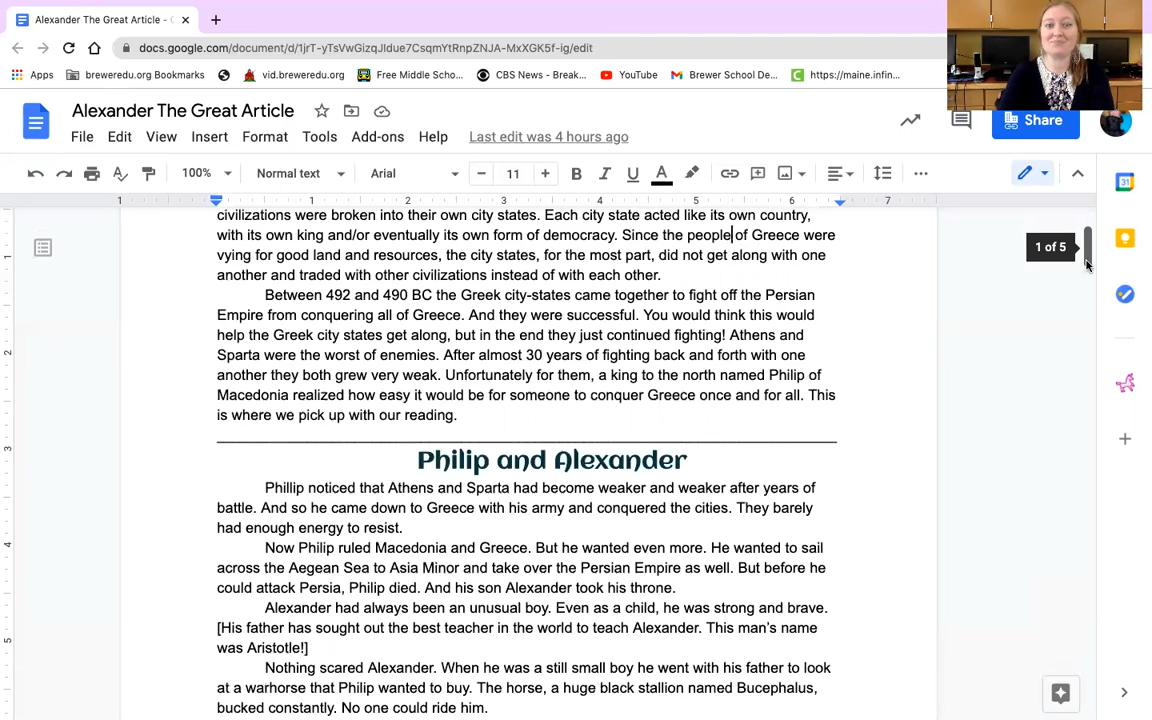 Alexander The Great Article -
docs.google.com/document/d/1jrT-yTsVwGizqJldue7CsqmYtRnpZNJA-MxXGK5f-ig/edit
Apps breweredu.org Bookmarks vid.breweredu.org Free Middle Scho... CBS News - Break... YouTube Brewer School De... https://maine.infin...
Alexander The Great Article
File Edit View Insert Format Tools Add-ons Help Last edit was 4 hours ago
Share
100% Normal text Arial 11 B I U A
1 1 2 3 4 5 6 7
civilizations were broken into their own city states. Each city state acted like its own country,
with its own king and/or eventually its own form of democracy. Since the people of Greece were
vying for good land and resources, the city states, for the most part, did not get along with one
another and traded with other civilizations instead of with each other.
Between 492 and 490 BC the Greek city-states came together to fight off the Persian
Empire from conquering all of Greece. And they were successful. You would think this would
help the Greek city states get along, but in the end they just continued fighting! Athens and
Sparta were the worst of enemies. After almost 30 years of fighting back and forth with one
another they both grew very weak. Unfortunately for them, a king to the north named Philip of
Macedonia realized how easy it would be for someone to conquer Greece once and for all. This
is where we pick up with our reading.
Philip and Alexander
Phillip noticed that Athens and Sparta had become weaker and weaker after years of
battle. And so he came down to Greece with his army and conquered the cities. They barely
had enough energy to resist.
Now Philip ruled Macedonia and Greece. But he wanted even more. He wanted to sail
across the Aegean Sea to Asia Minor and take over the Persian Empire as well. But before he
could attack Persia, Philip died. And his son Alexander took his throne.
Alexander had always been an unusual boy. Even as a child, he was strong and brave.
[His father has sought out the best teacher in the world to teach Alexander. This man's name
was Aristotle!]
Nothing scared Alexander. When he was a still small boy he went with his father to look
at a warhorse that Philip wanted to buy. The horse, a huge black stallion named Bucephalus,
bucked constantly. No one could ride him.
1 of 5
31
1
2
3
4
5